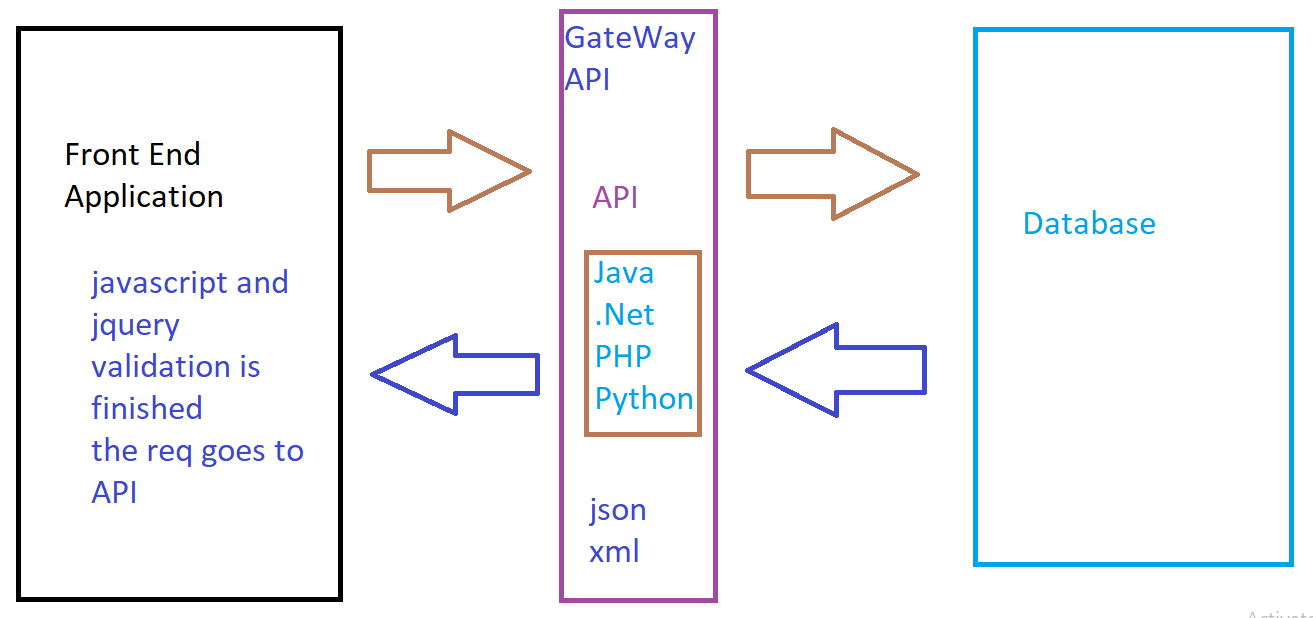 Front End
Application
javascript and
jquery
validation is
finished
the req goes to
API
GateWay
API
API
Java
.Net
PHP
Python
json
xml
Database